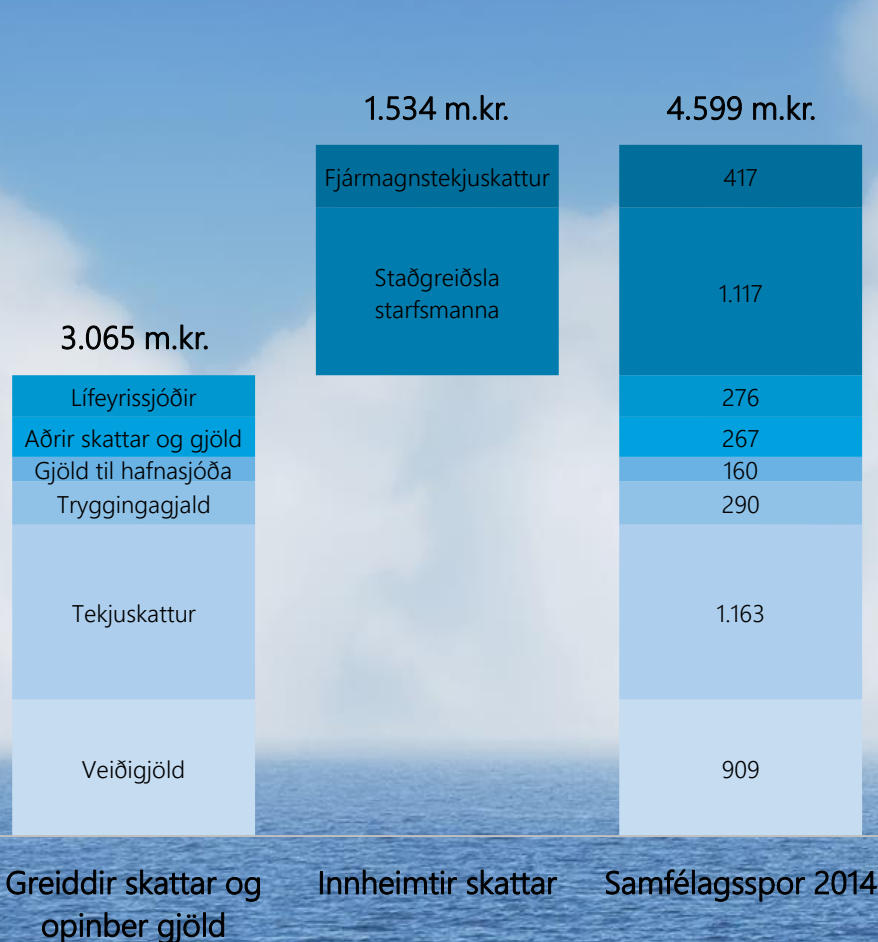 1.534 m.kr.
4.599 m.kr.
Fjármagnstekjuskattur
417
Staðgreiðsla
starfsmanna
1.117
3.065 m.kr.
Lífeyrissjóðir
276
Aðrir skattar og gjöld
267
Gjöld til hafnasjóða
160
Tryggingagjald
290
Tekjuskattur
1.163
Veiðigjöld
909
Greiddir skattar og
opinber gjöld
Innheimtir skattar
Samfélagsspor 2014